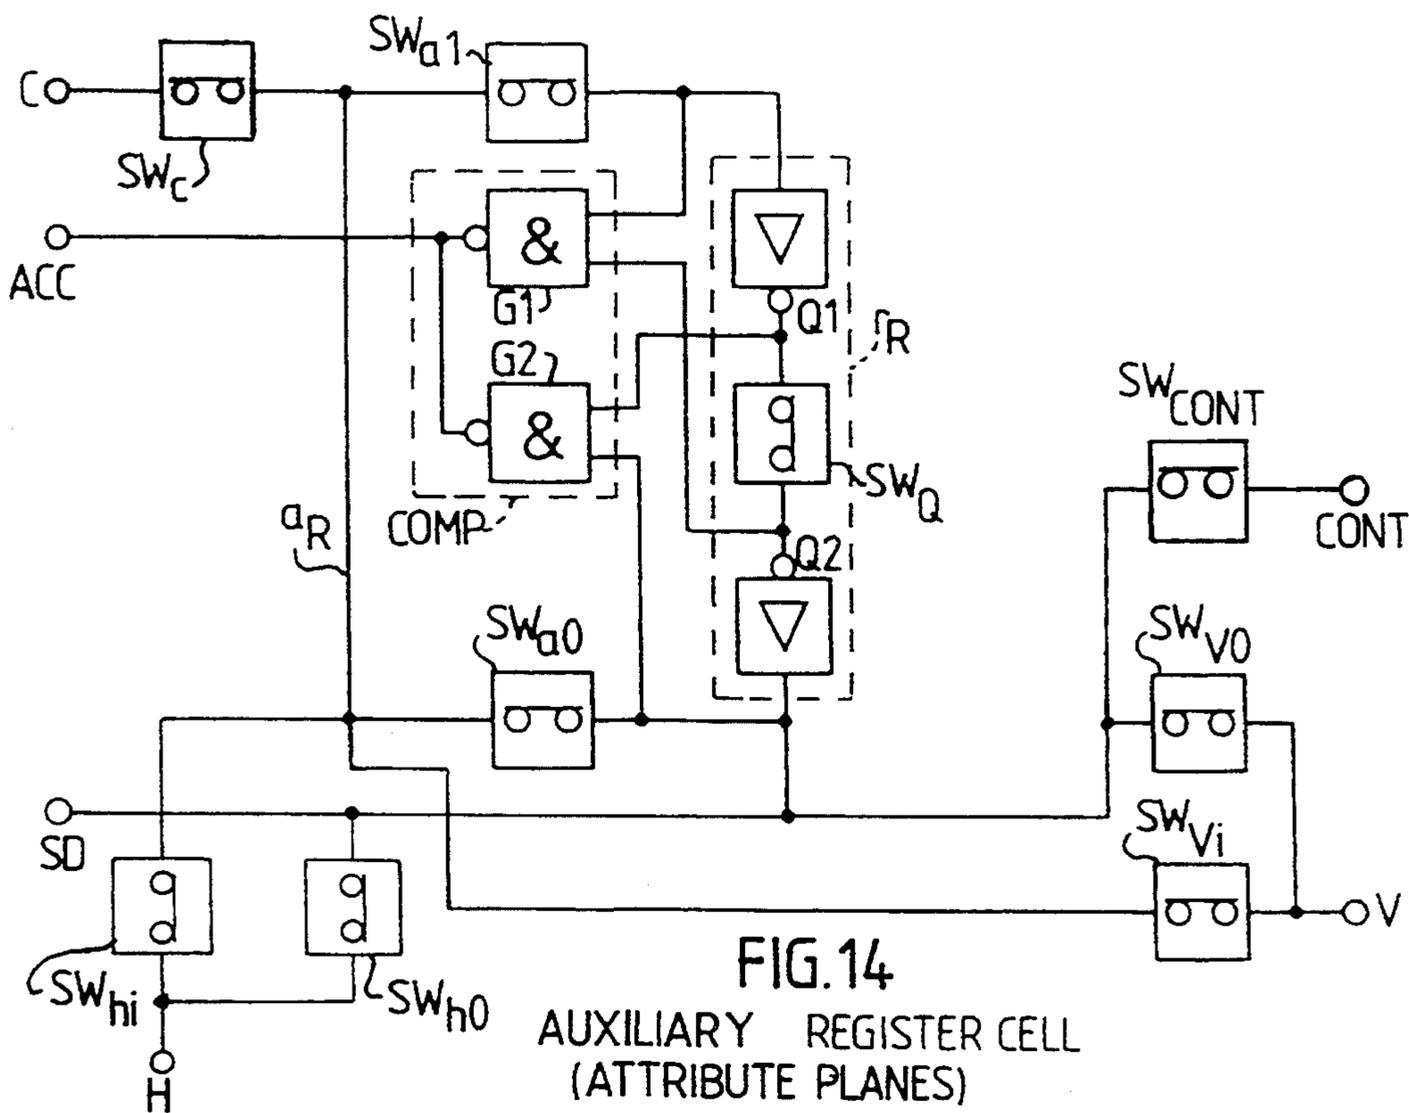 SWa1
C
SWC
ACC
&
G1
Q1
rR
G2
&
SWCONT
SWQ
CONT
COMP
aR
Q2
SWa0
SWV0
SD
SWVi
V
SWhi
SWh0
H
FIG.14
AUXILIARY REGISTER CELL
(ATTRIBUTE PLANES)